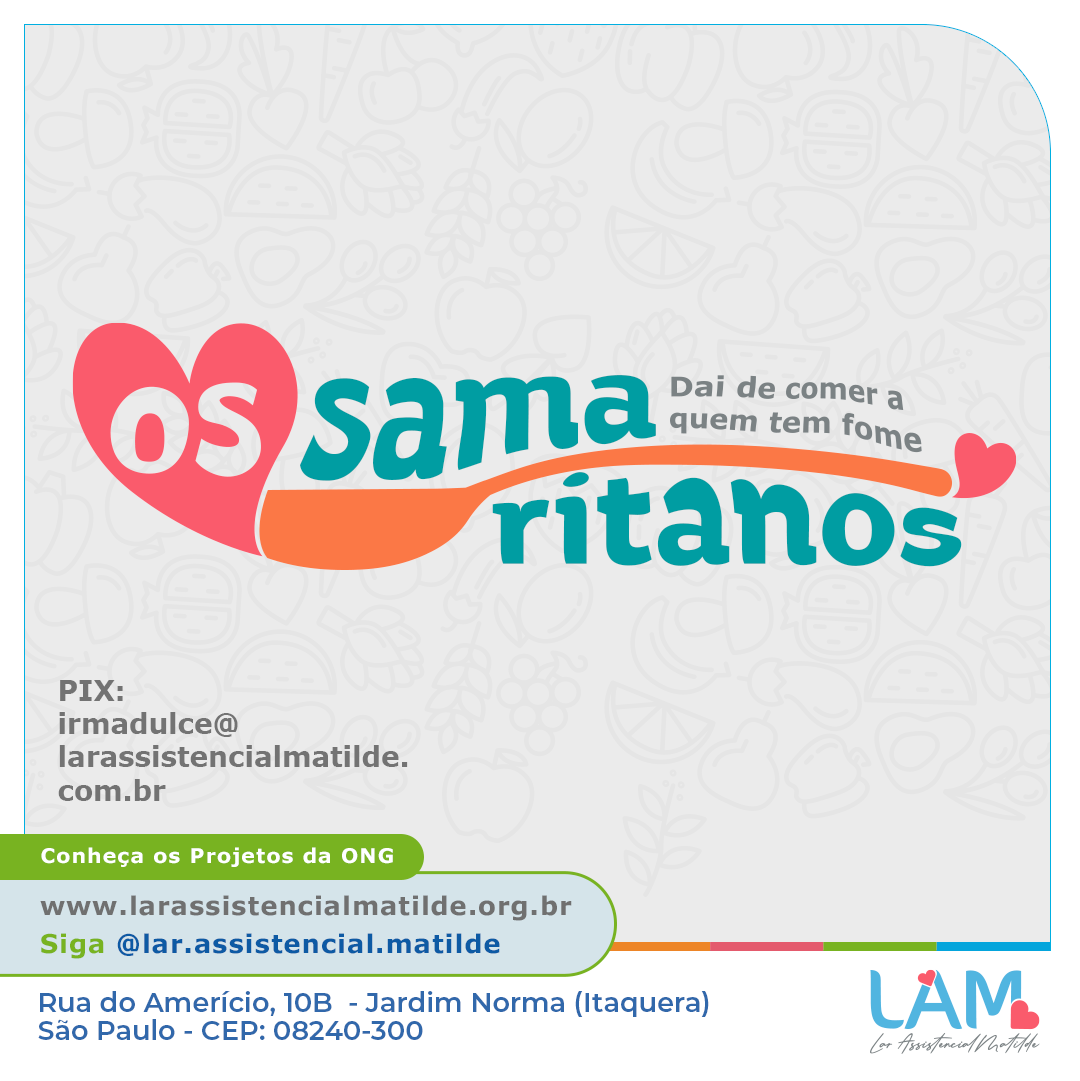 os sama
ritanos
Dai de comer a
quem tem fome
PIX:
irmadulce@
larassistencialmatilde.
com.br
Conheça os Projetos da ONG
www.larassistencialmatilde.org.br
Siga @lar.assistencial.matilde
Rua do Amerício, 10B - Jardim Norma (Itaquera)
São Paulo - CEP: 08240-300
LAM
Lar Assistencial Matilde